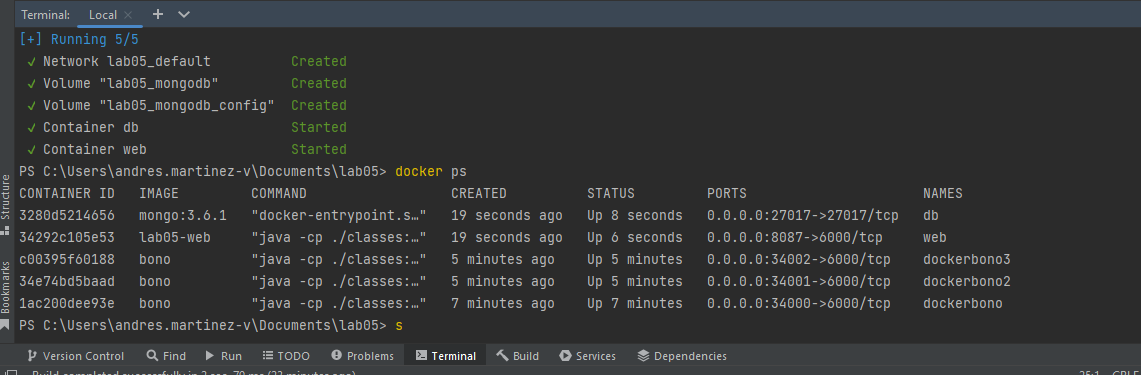 Terminal: Local
[+] Running 5/5
✓ Network lab05_default Created
✓ Volume "lab05_mongodb" Created
✓ Volume "lab05_mongodb_config" Created
✓ Container db Started
✓ Container web Started
PS C:\Users\andres.martinez-v\Documents\lab05> docker ps
CONTAINER ID IMAGE COMMAND CREATED STATUS PORTS NAMES
3280d5214656 mongo:3.6.1 "docker-entrypoint.s…" 19 seconds ago Up 8 seconds 0.0.0.0:27017->27017/tcp db
34292c105e53 lab05-web "java -cp ./classes:…" 19 seconds ago Up 6 seconds 0.0.0.0:8087->6000/tcp web
c00395f60188 bono "java -cp ./classes:…" 5 minutes ago Up 5 minutes 0.0.0.0:34002->6000/tcp dockerbono3
34e74bd5baad bono "java -cp ./classes:…" 5 minutes ago Up 5 minutes 0.0.0.0:34001->6000/tcp dockerbono2
1ac200dee93e bono "java -cp ./classes:…" 7 minutes ago Up 7 minutes 0.0.0.0:34000->6000/tcp dockerbono
PS C:\Users\andres.martinez-v\Documents\lab05> s
Structure
Bookmarks
Version Control Find Run TODO Problems Terminal Build Services Dependencies